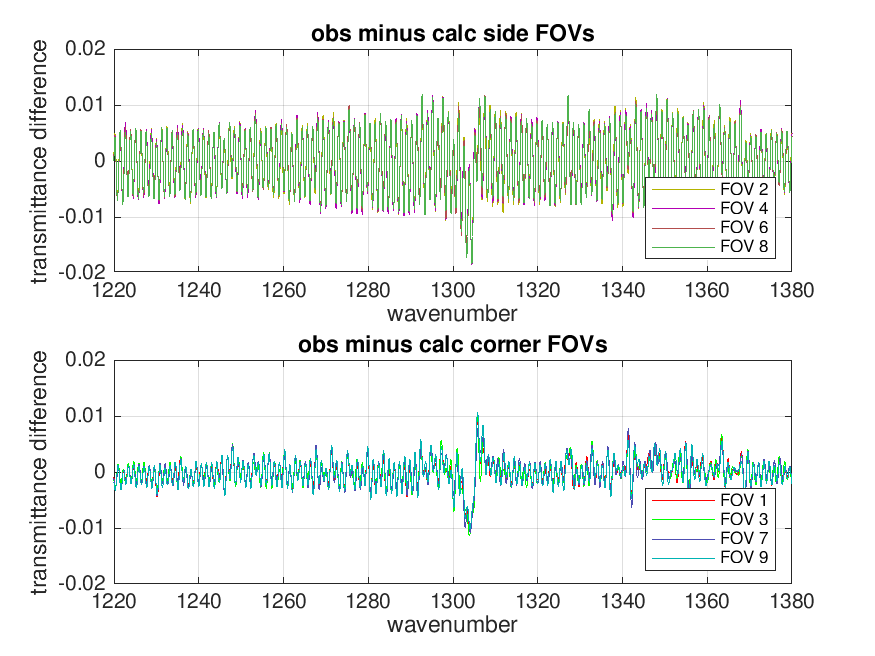 obs minus calc side FOVs
transmittance difference
0.02
0.01
0
-0.01
-0.02
FOV 2
FOV 4
FOV 6
FOV 8
1220 1240 1260 1280 1300 1320 1340 1360 1380
wavenumber
obs minus calc corner FOVs
transmittance difference
0.02
0.01
0
-0.01
-0.02
FOV 1
FOV 3
FOV 7
FOV 9
1220 1240 1260 1280 1300 1320 1340 1360 1380
wavenumber